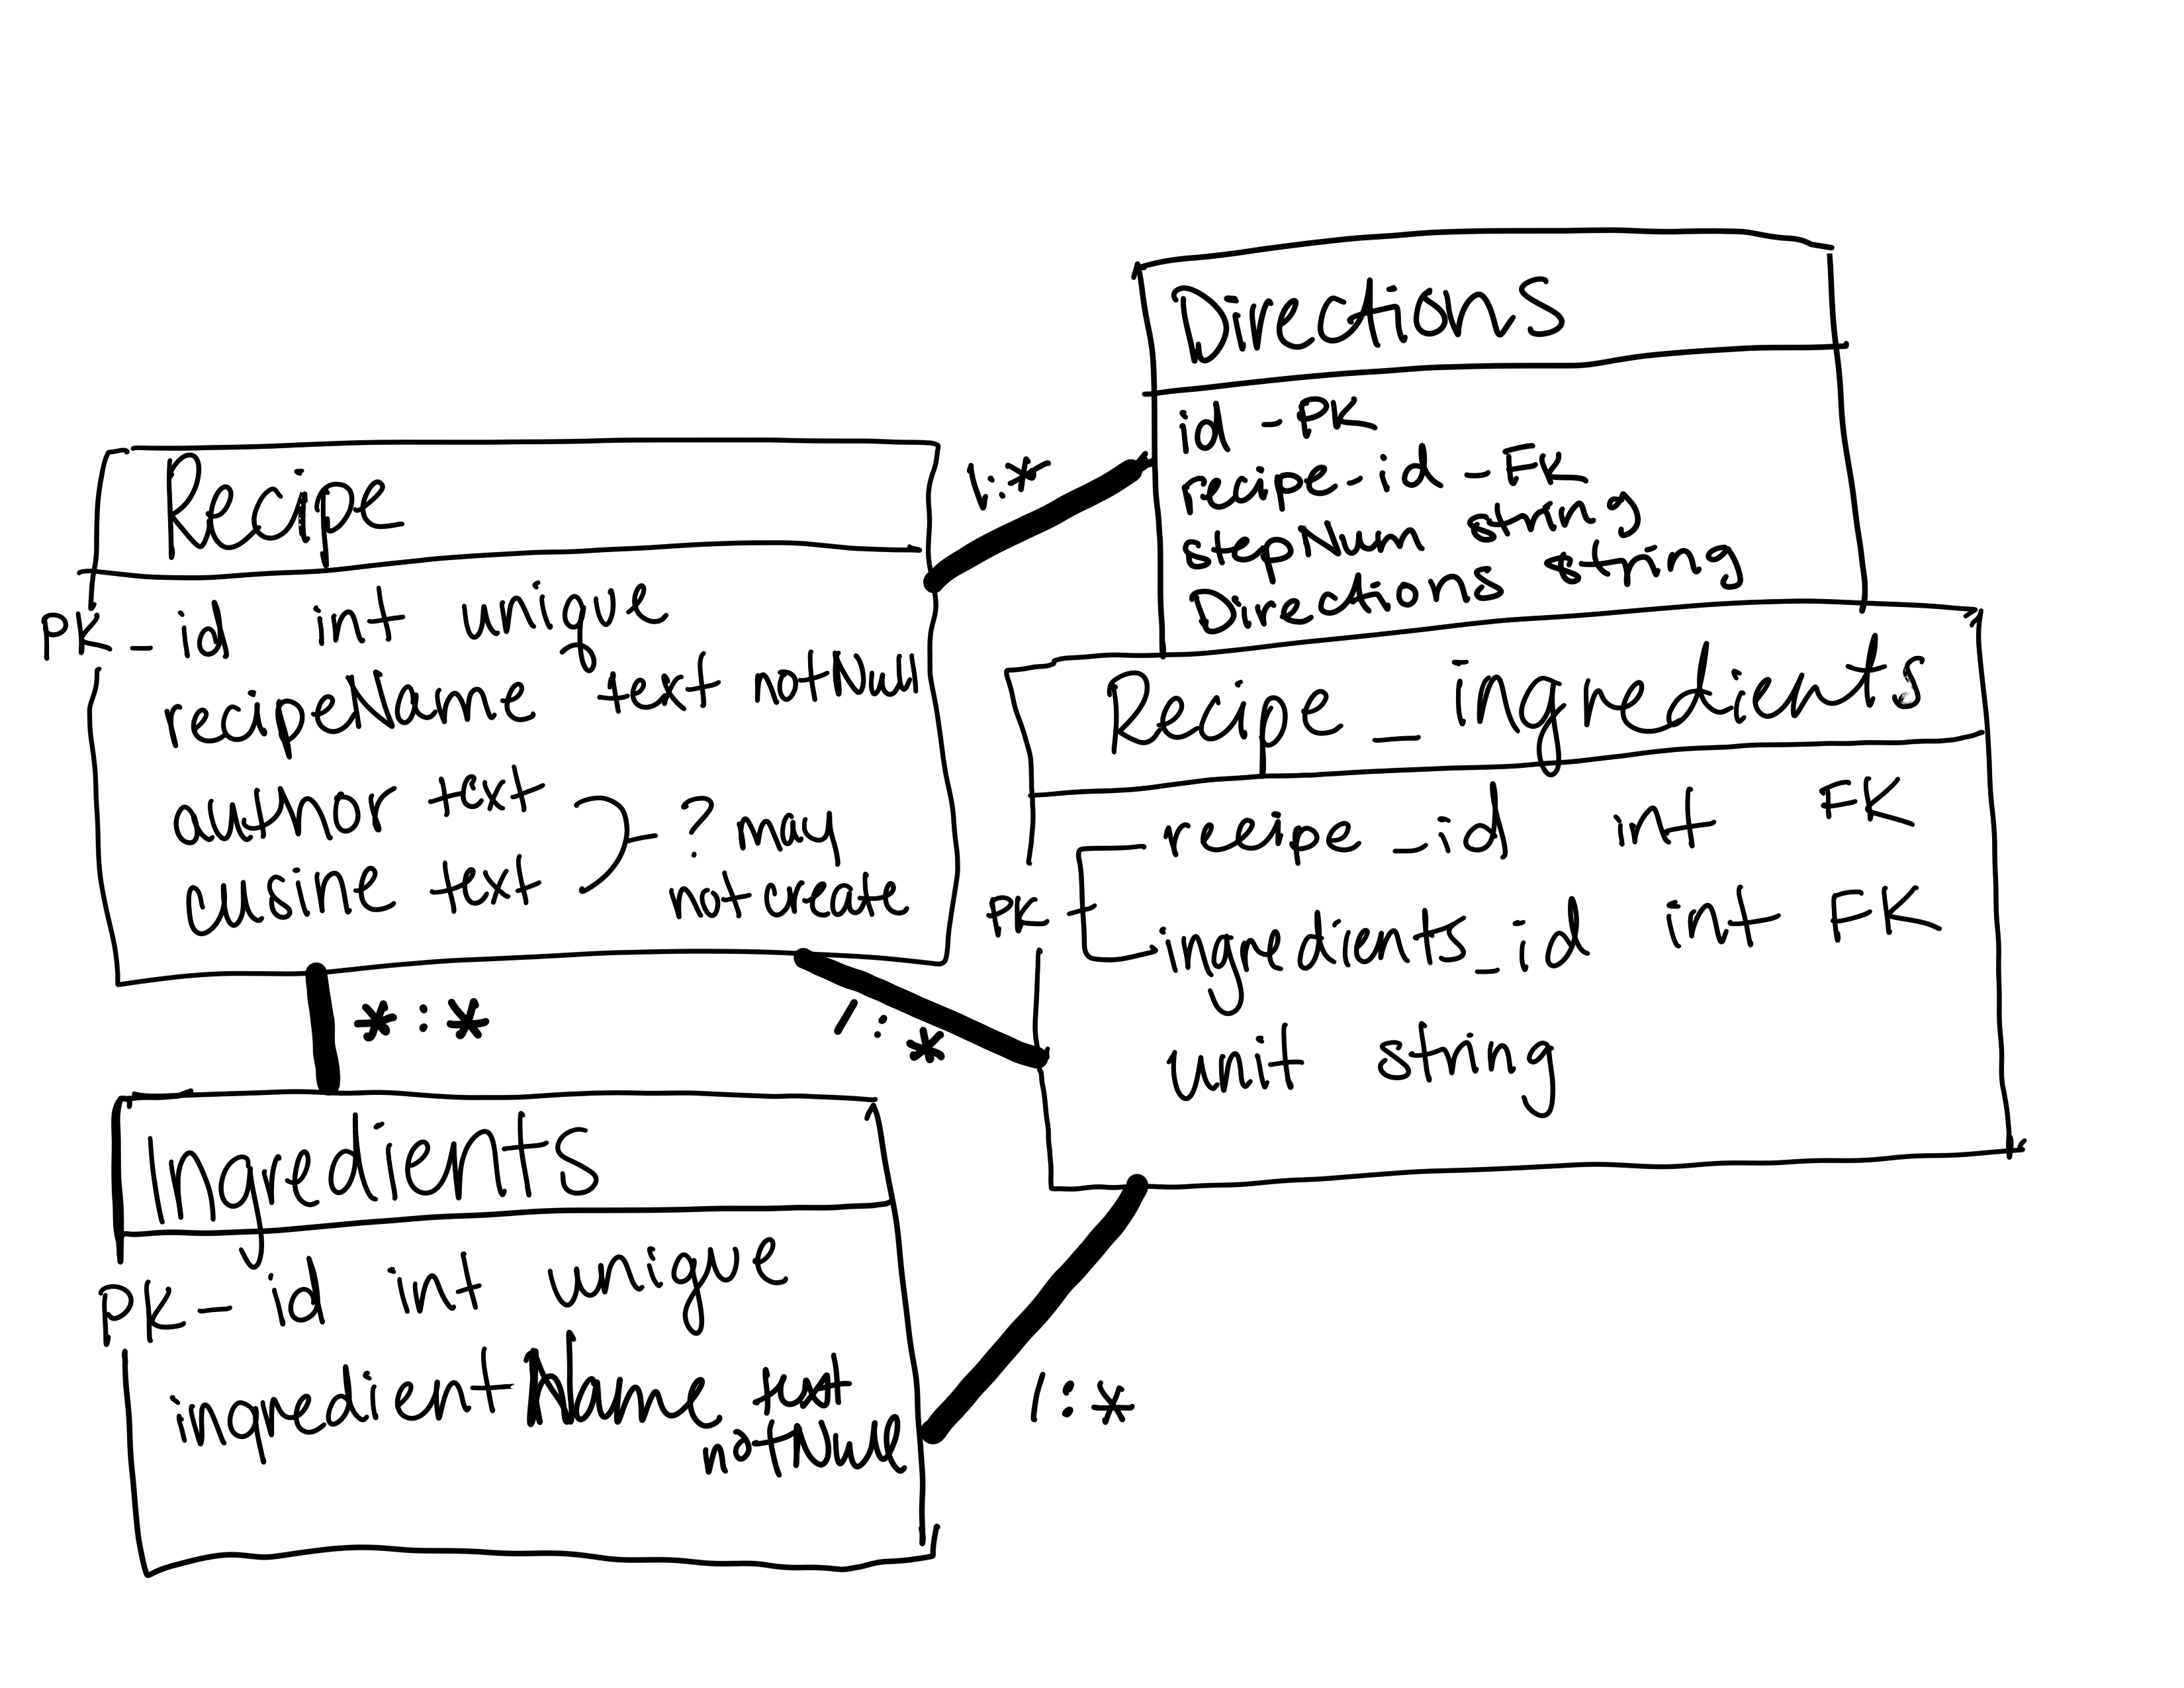 Directions
id - PK
recipe-id - FK
stepNum string
Directions string
1:*
Recipe
PK - id int unique
recipeName text notNull
author text
cusine text
? may
not create
Recipe_ingredients
recipe_id int FK
PK
ingredients_id int FK
unit string
*:*
1:*
Ingredients
PK - id int unique
ingredientName text
notNull
1:*